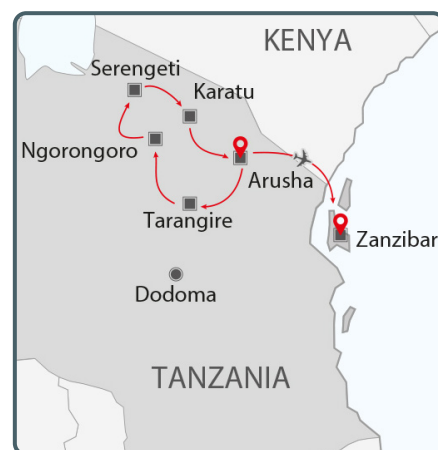 KENYA
Serengeti
Karatu
Ngorongoro
Arusha
Tarangire
Zanzibar
Dodoma
TANZANIA